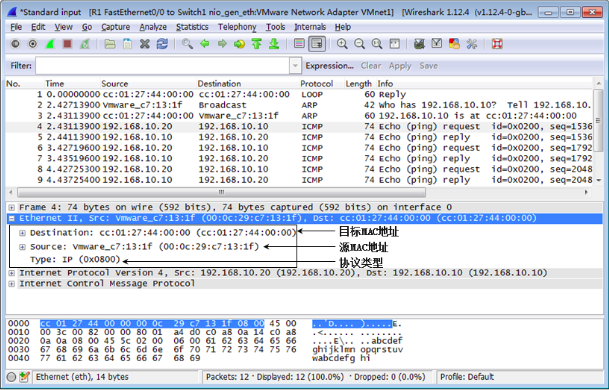 *Standard input   [R1 FastEthernet0/0 to Switch1 nio_gen_eth:VMware Network Adapter VMnet1]   [Wireshark 1.12.4  (v1.12.4-0-gb
File  Edit  View  Go  Capture  Analyze  Statistics  Telephony  Tools  Internals  Help
Filter:  Expression...  Clear  Apply  Save
No.  Time  Source  Destination  Protocol  Length  Info
1 0.00000000 cc:01:27:44:00:00 cc:01:27:44:00:00 LOOP 60 Reply
2 2.42713900 Vmware_c7:13:1f Broadcast ARP 42 Who has 192.168.10.10?  Tell 192.168.10.
3 2.43113900 cc:01:27:44:00:00 Vmware_c7:13:1f ARP 60 192.168.10.10 is at cc:01:27:44:00:00
4 2.43113900 192.168.10.20 192.168.10.10 ICMP 74 Echo (ping) request  id=0x0200, seq=1536
5 2.44113900 192.168.10.10 192.168.10.20 ICMP 74 Echo (ping) reply    id=0x0200, seq=1536
6 3.42719600 192.168.10.20 192.168.10.10 ICMP 74 Echo (ping) request  id=0x0200, seq=1792
7 3.43519600 192.168.10.10 192.168.10.20 ICMP 74 Echo (ping) reply    id=0x0200, seq=1792
8 4.43125300 192.168.10.20 192.168.10.10 ICMP 74 Echo (ping) request  id=0x0200, seq=2048
9 4.43725400 192.168.10.10 192.168.10.20 ICMP 74 Echo (ping) reply    id=0x0200, seq=2048
Frame 4: 74 bytes on wire (592 bits), 74 bytes captured (592 bits) on interface 0
Ethernet II, Src: Vmware_c7:13:1f (00:0c:29:c7:13:1f), Dst: cc:01:27:44:00:00 (cc:01:27:44:00:00)
Destination: cc:01:27:44:00:00 (cc:01:27:44:00:00)  目标MAC地址
Source: Vmware_c7:13:1f (00:0c:29:c7:13:1f)  源MAC地址
Type: IP (0x0800)  协议类型
Internet Protocol Version 4, Src: 192.168.10.20 (192.168.10.20), Dst: 192.168.10.10 (192.168.10.10)
Internet Control Message Protocol
0000  cc 01 27 44 00 00 00 0c  29 c7 13 1f 08 00 45 00  ..'D.... ).....E.
0010  00 3c 00 82 00 00 80 01  a4 d0 c0 a8 0a 14 c0 a8  .<...... ........
0020  0a 0a 08 00 45 5c 02 00  06 00 61 62 63 64 65 66  ....E\.. ..abcdef
0030  67 68 69 6a 6b 6c 6d 6e  6f 70 71 72 73 74 75 76  ghijklmn opqrstuv
0040  77 61 62 63 64 65 66 67  68 69  wabcdefg hi
Ethernet (eth), 14 bytes  Packets: 12 · Displayed: 12 (100.0%) · Dropped: 0 (0.0%)  Profile: Default